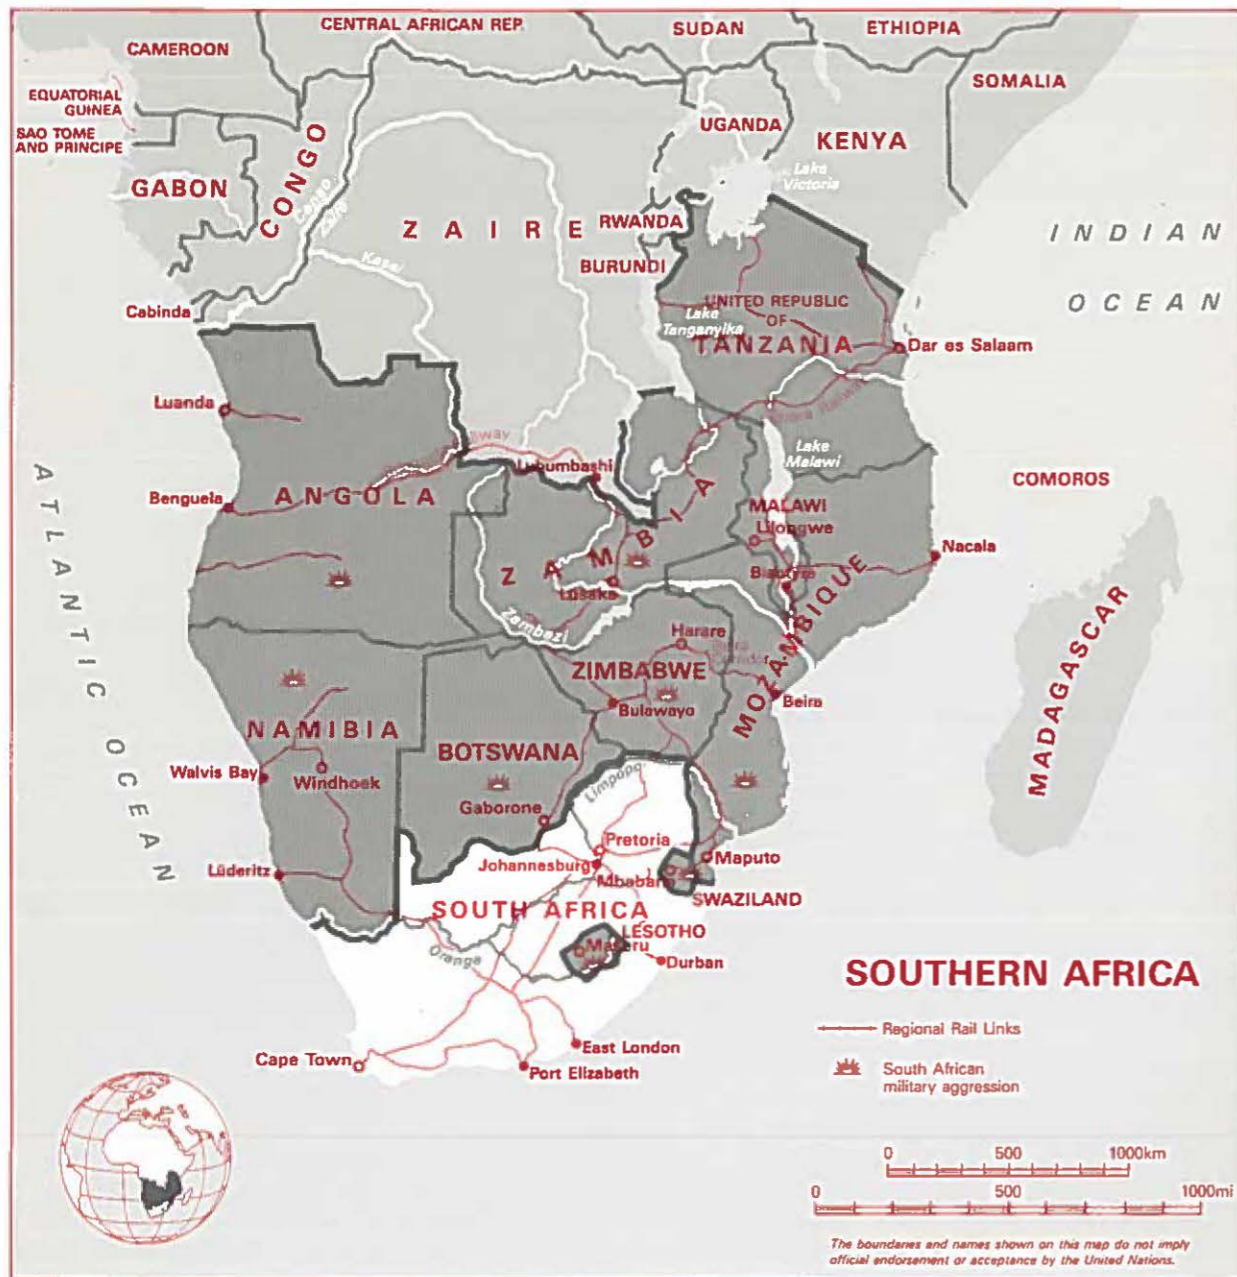 CENTRAL AFRICAN REP.
SUDAN
ETHIOPIA
CAMEROON
SOMALIA
EQUATORIAL
GUINEA
SAO TOME
AND PRINCIPE
UGANDA
KENYA
CONGO
GABON
Lake
Victoria
Congo
ZAIRE
RWANDA
INDIAN
OCEAN
Kasai
BURUNDI
Cabinda
UNITED REPUBLIC
OF
TANZANIA
Lake
Tanganyika
Dar es Salaam
Luanda
Railway
Lake
Malawi
Lubumbashi
ATLANTIC OCEAN
Benguela
ANGOLA
COMOROS
MALAWI
Lilongwe
Nacala
ZAMBIA
Blantyre
Lusaka
MOZAMBIQUE
MADAGASCAR
Zambezi
Harare
Beira
Corridor
ZIMBABWE
Beira
Bulawayo
NAMIBIA
BOTSWANA
Walvis Bay
Windhoek
Limpopo
Gaborone
Pretoria
Johannesburg
Maputo
Lüderitz
Mbabane
SWAZILAND
SOUTH AFRICA
LESOTHO
Maseru
Orange
Durban
SOUTHERN AFRICA
Regional Rail Links
East London
Cape Town
Port Elizabeth
South African
military aggression
0 500 1000km
0 500 1000mi
The boundaries and names shown on this map do not imply
official endorsement or acceptance by the United Nations.